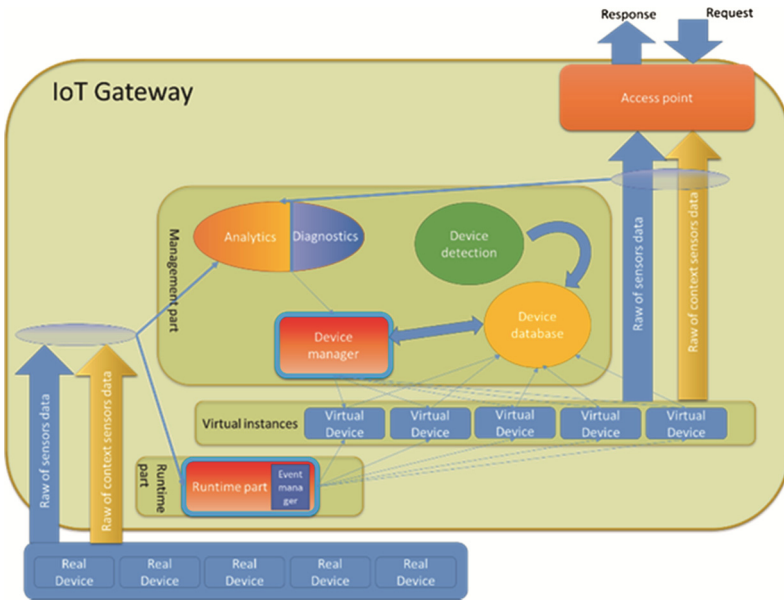 Response
Request
IoT Gateway
Access point
Management part
Analytics
Diagnostics
Device
detection
Device
manager
Device
database
Raw of sensors data
Raw of context sensors data
Virtual instances
Virtual
Device
Virtual
Device
Virtual
Device
Virtual
Device
Virtual
Device
Runtime
part
Runtime part
Event
mana
ger
Raw of sensors data
Raw of context sensors data
Real
Device
Real
Device
Real
Device
Real
Device
Real
Device